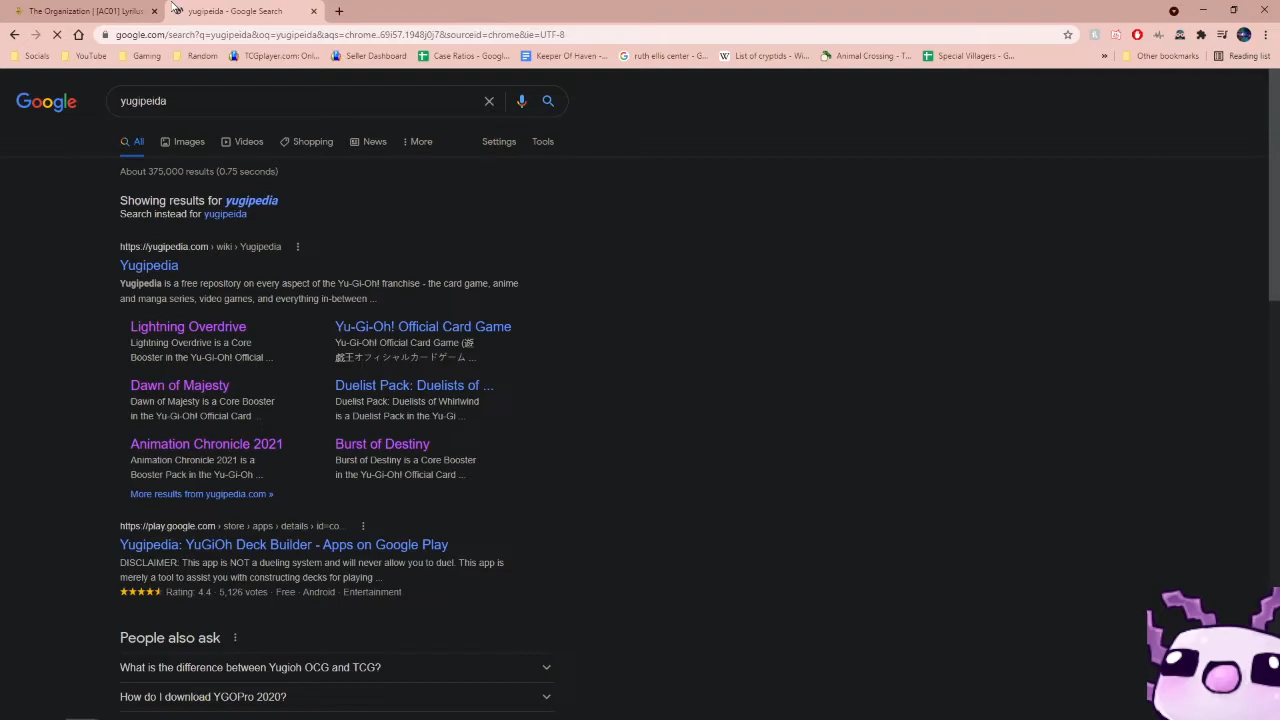 The Organization | [AC01] Lyrilus
yugipeida - Google Search
google.com/search?q=yugipeida&oq=yugipeida&aqs=chrome..69i57.1948j0j7&sourceid=chrome&ie=UTF-8
Socials
YouTube
Gaming
Random
TCGplayer.com: Onl...
Seller Dashboard
Case Ratios - Googl...
Keeper Of Haven -...
ruth ellis center - G...
List of cryptids - Wi...
Animal Crossing - T...
Special Villagers - G...
Other bookmarks
Reading list
Google
yugipeida
All
Images
Videos
Shopping
News
More
Settings
Tools
About 375,000 results (0.75 seconds)
Showing results for yugipedia
Search instead for yugipeida
https://yugipedia.com › wiki › Yugipedia
Yugipedia
Yugipedia is a free repository on every aspect of the Yu-Gi-Oh! franchise - the card game, anime
and manga series, video games, and everything in-between ...
Lightning Overdrive
Lightning Overdrive is a Core
Booster in the Yu-Gi-Oh! Official ...
Yu-Gi-Oh! Official Card Game
Yu-Gi-Oh! Official Card Game (遊
戯王オフィシャルカードゲーム ...
Dawn of Majesty
Dawn of Majesty is a Core Booster
in the Yu-Gi-Oh! Official Card ...
Duelist Pack: Duelists of ...
Duelist Pack: Duelists of Whirlwind
is a Duelist Pack in the Yu-Gi ...
Animation Chronicle 2021
Animation Chronicle 2021 is a
Booster Pack in the Yu-Gi-Oh ...
Burst of Destiny
Burst of Destiny is a Core Booster
in the Yu-Gi-Oh! Official Card ...
More results from yugipedia.com »
https://play.google.com › store › apps › details › id=co...
Yugipedia: YuGiOh Deck Builder - Apps on Google Play
DISCLAIMER: This app is NOT a dueling system and will never allow you to duel. This app is
merely a tool to assist you with constructing decks for playing ...
Rating: 4.4 · 5,126 votes · Free · Android · Entertainment
People also ask
What is the difference between Yugioh OCG and TCG?
How do I download YGOPro 2020?